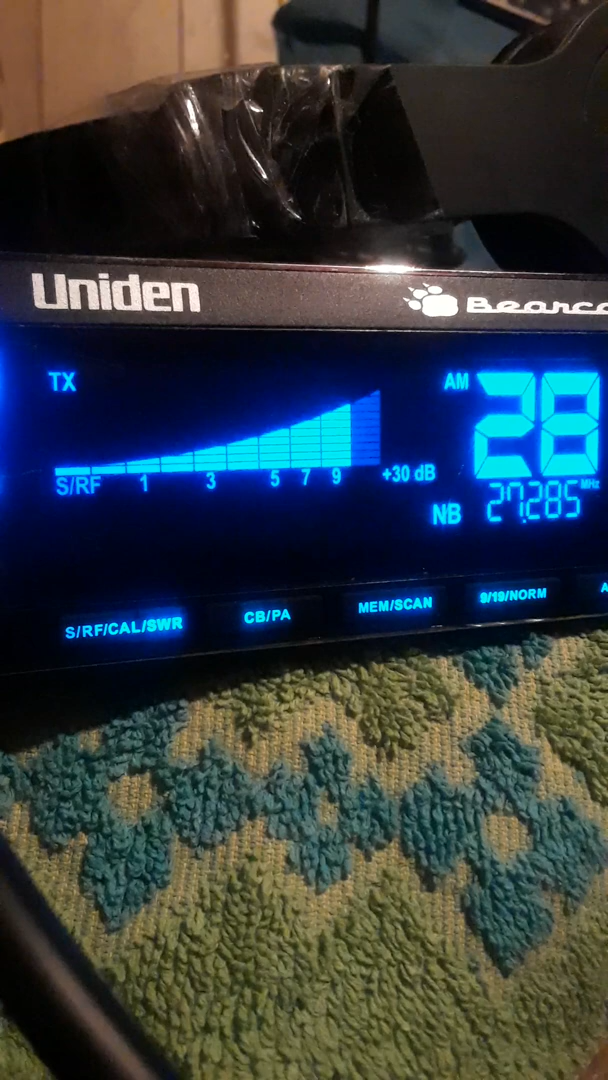 Uniden Bearc
TX AM 28
S/RF 1 3 5 7 9 +30 dB
NB 27.285 MHz
S/RF/CAL/SWR CB/PA MEM/SCAN 9/19/NORM A